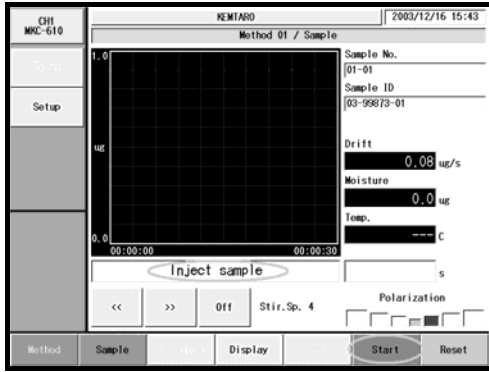 CH1
MKC-610
KEMTARO
2003/12/16 15:43
Method 01 / Sample
Setup
1.0
ug
0.0
00:00:00
00:00:30
Sample No.
01-01
Sample ID
03-99873-01
Drift
0.08 ug/s
Moisture
0.0 ug
Temp.
--- C
Inject sample
s
<<
>>
Off
Stir.Sp. 4
Polarization
Method
Sample
Display
Start
Reset